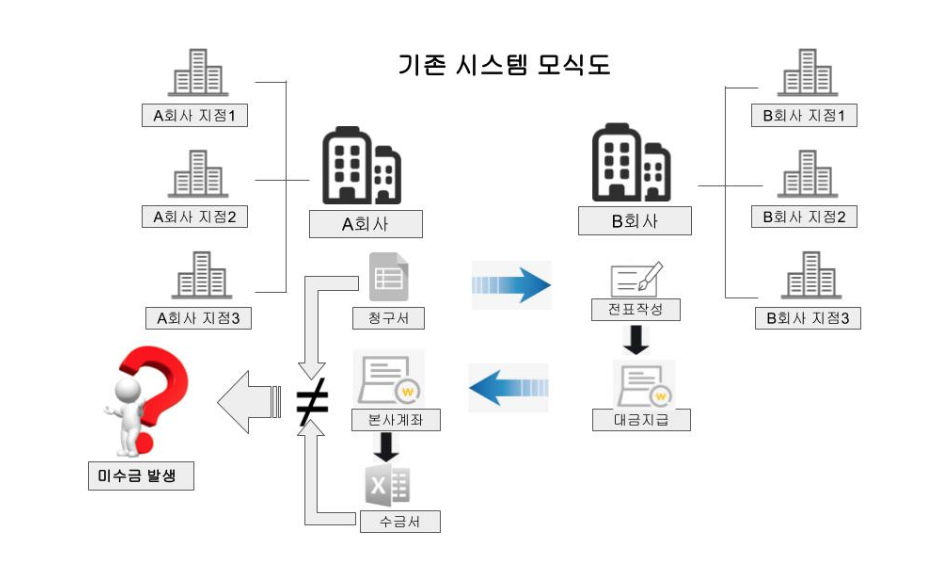 기존 시스템 모식도
A회사 지점1
B회사 지점1
A회사 지점2
A회사
B회사
B회사 지점2
A회사 지점3
청구서
전표작성
B회사 지점3
≠
본사계좌
W
대금지급
W
미수금 발생
X
수금서